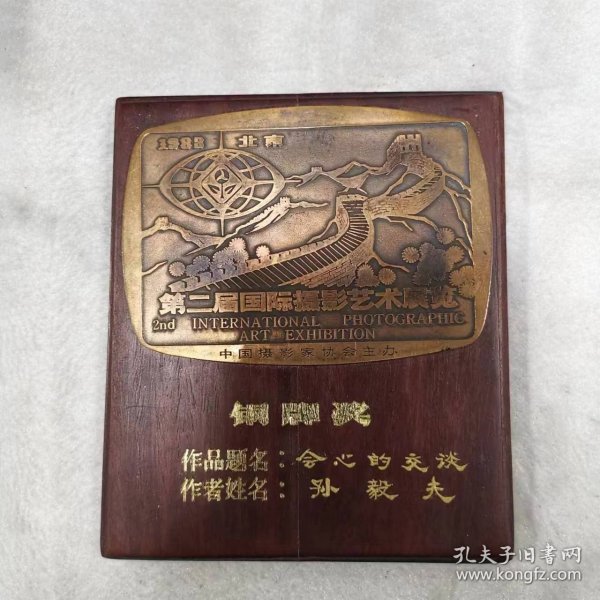 1988 北京
第二届国际摄影艺术展览
2nd INTERNATIONAL PHOTOGRAPHIC
ART EXHIBITION
中国摄影家协会主办
铜牌奖
作品题名：会心的交谈
作者姓名：孙毅夫
孔夫子旧书网
www.kongfz.com